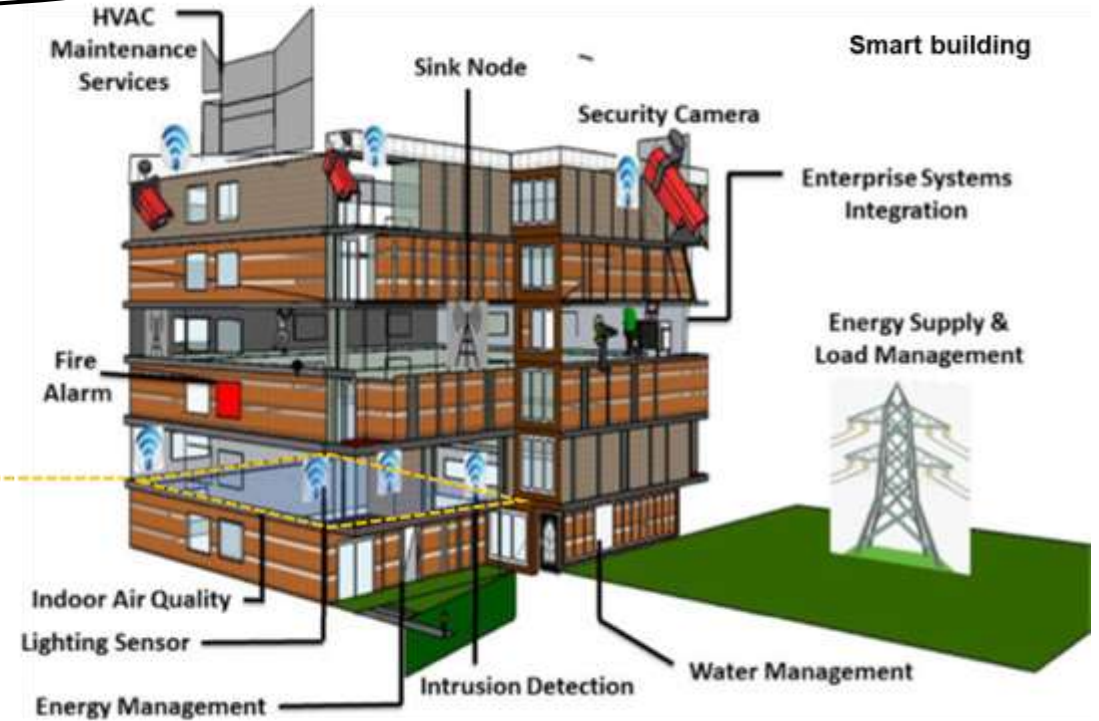 HVAC
Maintenance
Services
Sink Node
Smart building
Security Camera
Enterprise Systems
Integration
Energy Supply &
Load Management
Fire
Alarm
Indoor Air Quality
Lighting Sensor
Energy Management
Intrusion Detection
Water Management